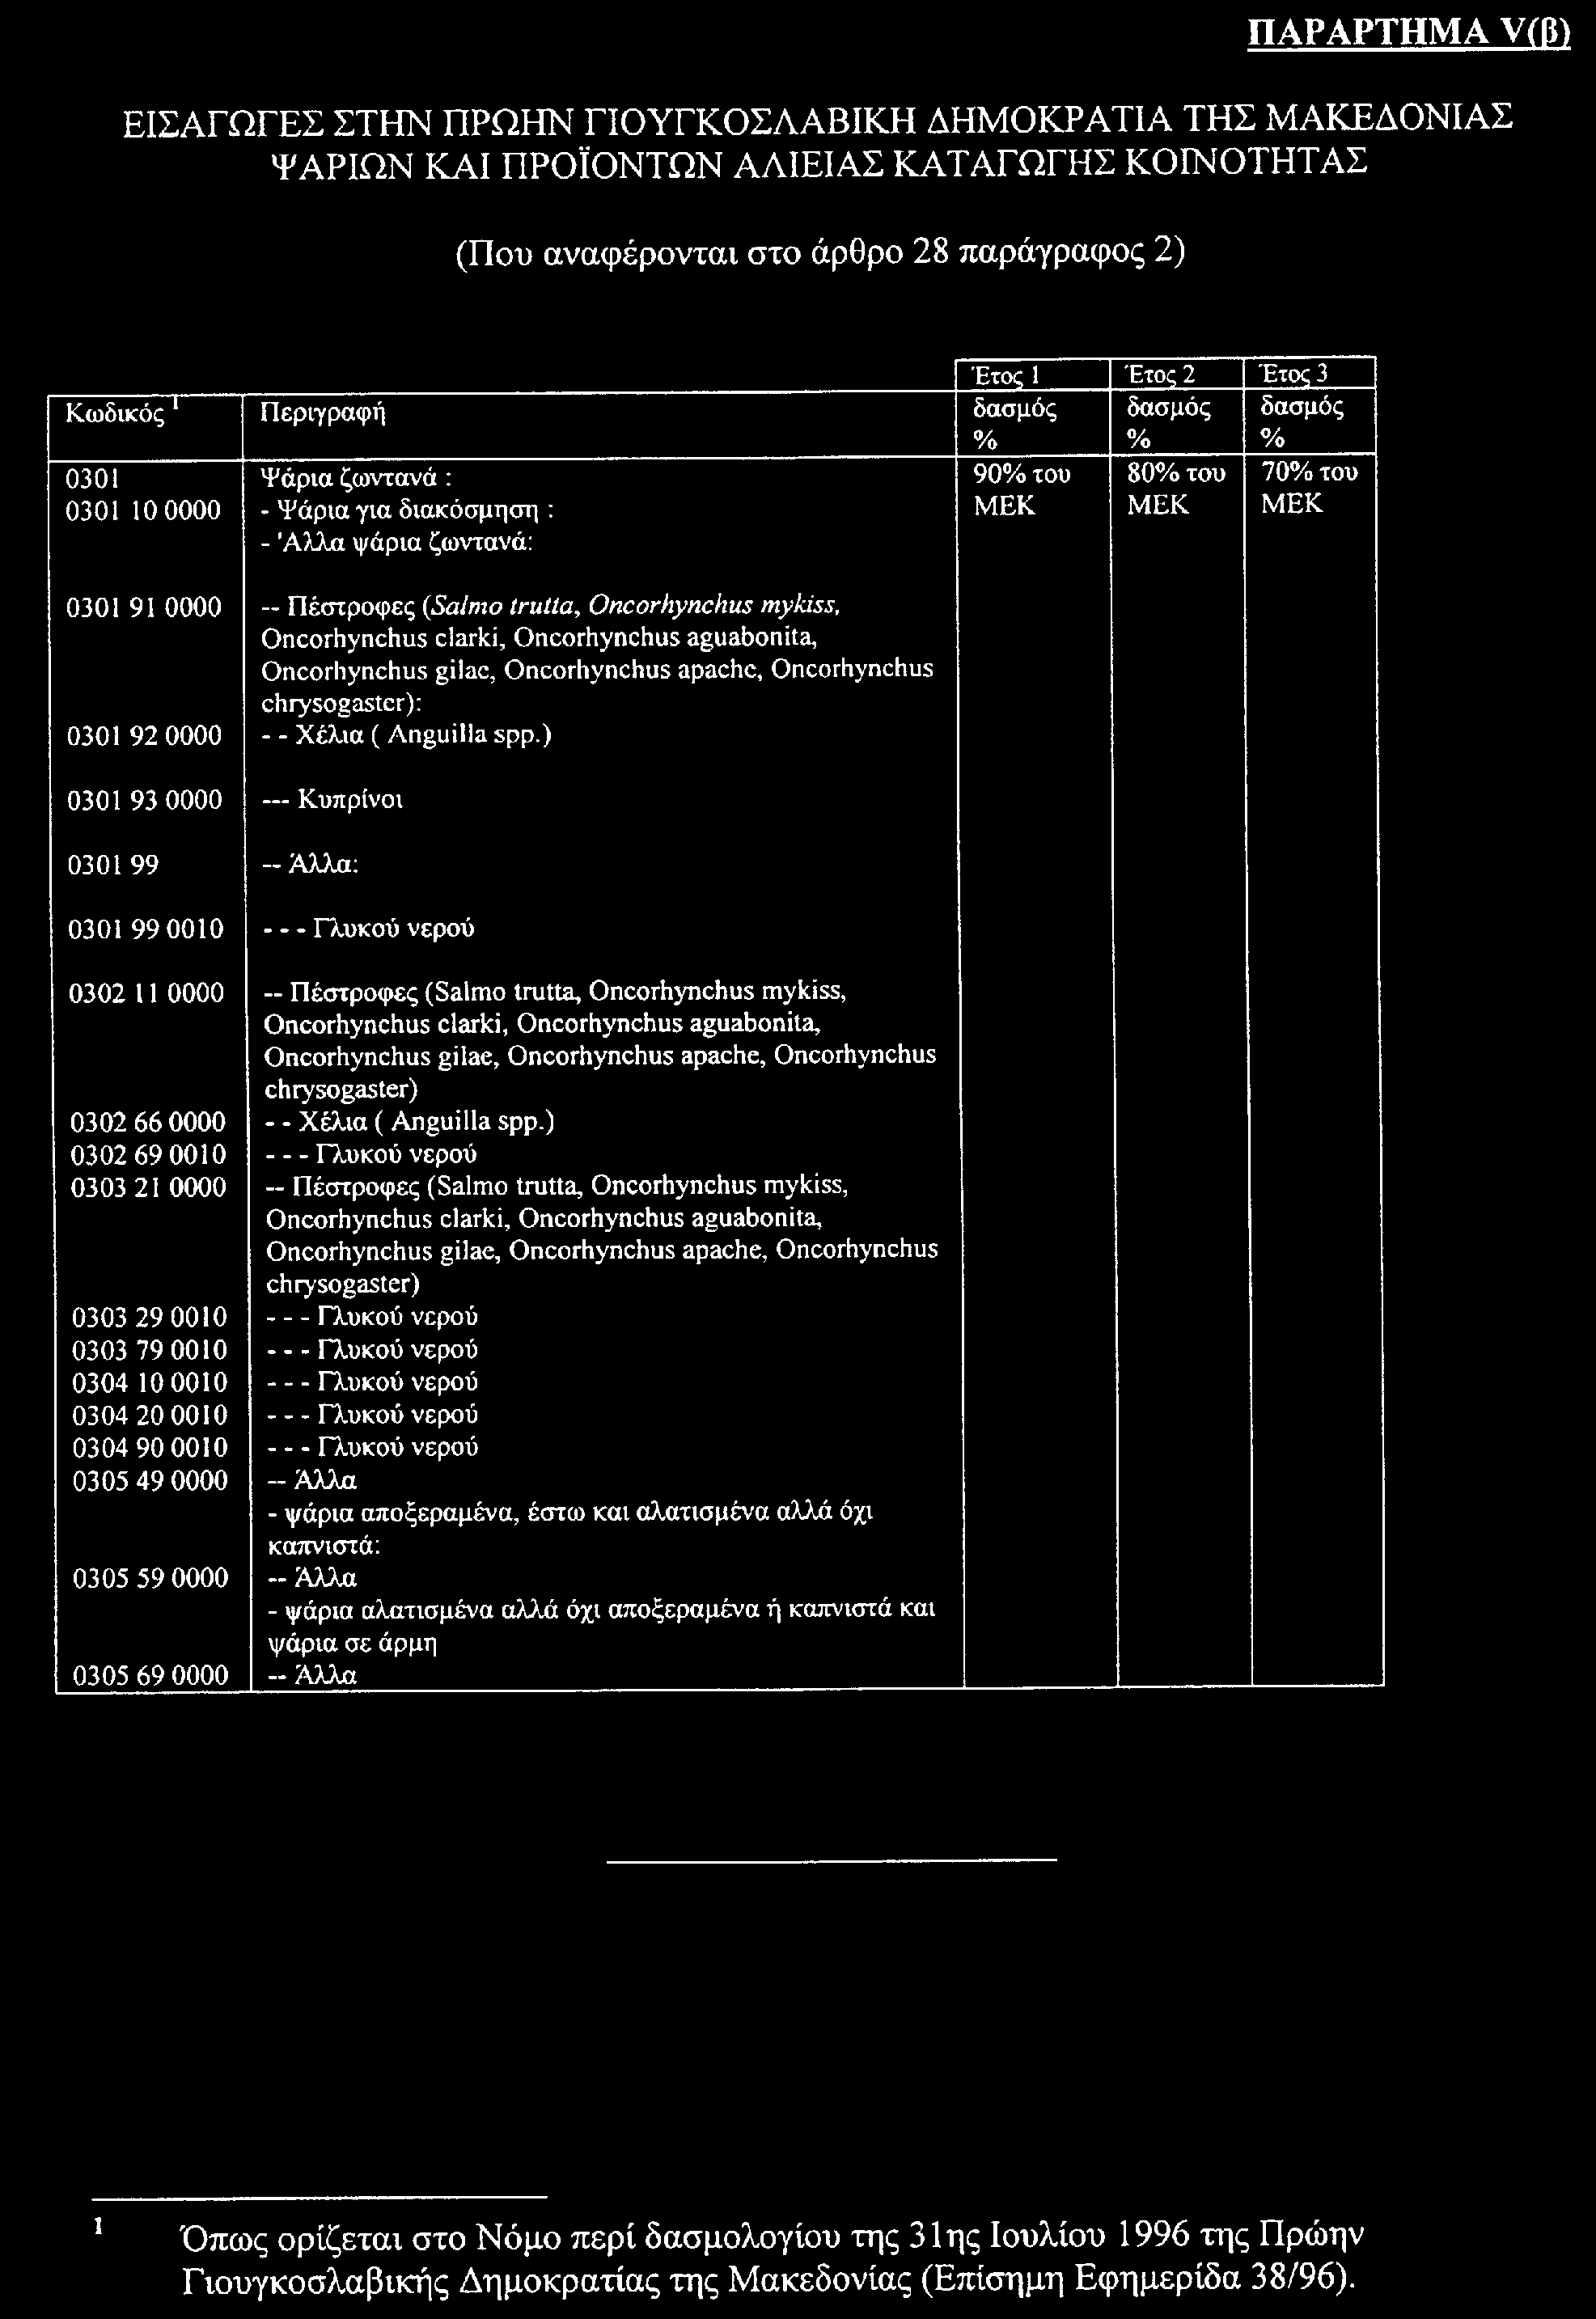 ΠΑΡΑΡΤΗΜΑ V(β)
ΕΙΣΑΓΩΓΕΣ ΣΤΗΝ ΠΡΩΗΝ ΓΙΟΥΓΚΟΣΛΑΒΙΚΗ ΔΗΜΟΚΡΑΤΙΑ ΤΗΣ ΜΑΚΕΔΟΝΙΑΣ
ΨΑΡΙΩΝ ΚΑΙ ΠΡΟΪΟΝΤΩΝ ΑΛΙΕΙΑΣ ΚΑΤΑΓΩΓΗΣ ΚΟΙΝΟΤΗΤΑΣ
(Που αναφέρονται στο άρθρο 28 παράγραφος 2)
Έτος 1 Έτος 2 Έτος 3
Κωδικός 1 Περιγραφή δασμός δασμός δασμός
% % %
0301 Ψάρια ζωντανά : 90% του 80% του 70% του
0301 10 0000 - Ψάρια για διακόσμηση : ΜΕΚ ΜΕΚ ΜΕΚ
- Άλλα ψάρια ζωντανά:
0301 91 0000 -- Πέστροφες (Salmo trutta, Oncorhynchus mykiss,
Oncorhynchus clarki, Oncorhynchus aguabonita,
Oncorhynchus gilae, Oncorhynchus apache, Oncorhynchus
chrysogaster):
0301 92 0000 - - Χέλια ( Anguilla spp.)
0301 93 0000 --- Κυπρίνοι
0301 99 -- Άλλα:
0301 99 0010 - - - Γλυκού νερού
0302 11 0000 -- Πέστροφες (Salmo trutta, Oncorhynchus mykiss,
Oncorhynchus clarki, Oncorhynchus aguabonita,
Oncorhynchus gilae, Oncorhynchus apache, Oncorhynchus
chrysogaster)
0302 66 0000 - - Χέλια ( Anguilla spp.)
0302 69 0010 - - - Γλυκού νερού
0303 21 0000 -- Πέστροφες (Salmo trutta, Oncorhynchus mykiss,
Oncorhynchus clarki, Oncorhynchus aguabonita,
Oncorhynchus gilae, Oncorhynchus apache, Oncorhynchus
chrysogaster)
0303 29 0010 - - - Γλυκού νερού
0303 79 0010 - - - Γλυκού νερού
0304 10 0010 - - - Γλυκού νερού
0304 20 0010 - - - Γλυκού νερού
0304 90 0010 - - - Γλυκού νερού
0305 49 0000 -- Άλλα
- ψάρια αποξεραμένα, έστω και αλατισμένα αλλά όχι
καπνιστά:
0305 59 0000 -- Άλλα
- ψάρια αλατισμένα αλλά όχι αποξεραμένα ή καπνιστά και
ψάρια σε άρμη
0305 69 0000 -- Άλλα
1 Όπως ορίζεται στο Νόμο περί δασμολογίου της 31ης Ιουλίου 1996 της Πρώην
Γιουγκοσλαβικής Δημοκρατίας της Μακεδονίας (Επίσημη Εφημερίδα 38/96).